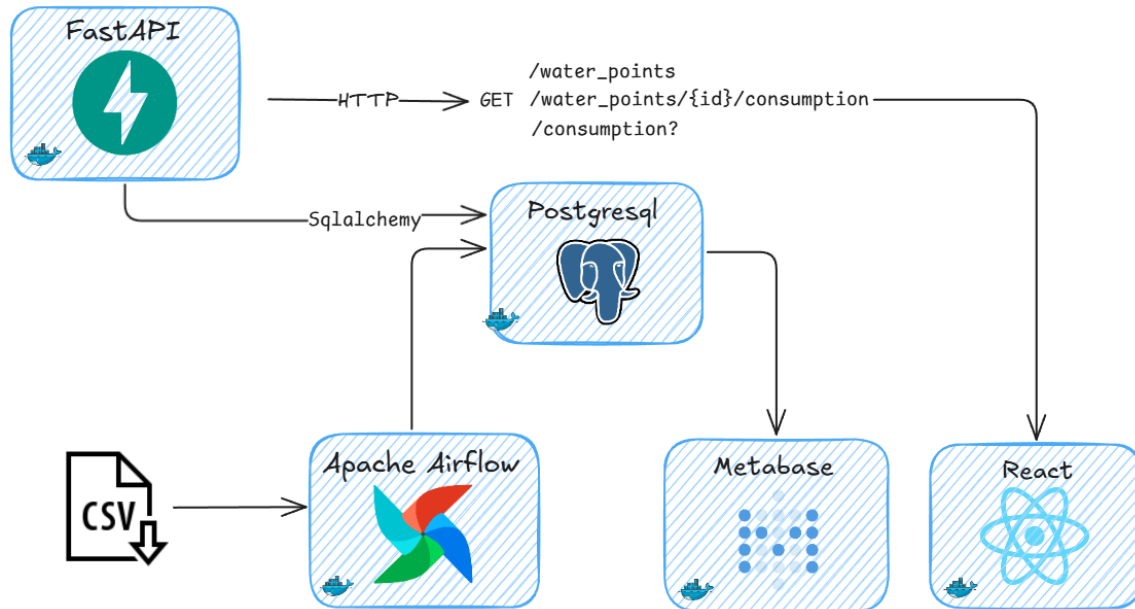 FastAPI
/water_points
HTTP
GET /water_points/{id}/consumption
/consumption?
Sqlalchemy
Postgresql
CSV
Apache Airflow
Metabase
React